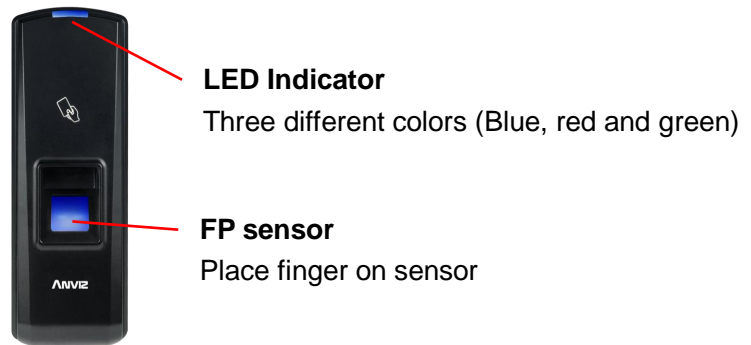 LED Indicator
Three different colors (Blue, red and green)
FP sensor
Place finger on sensor
ANVIZ